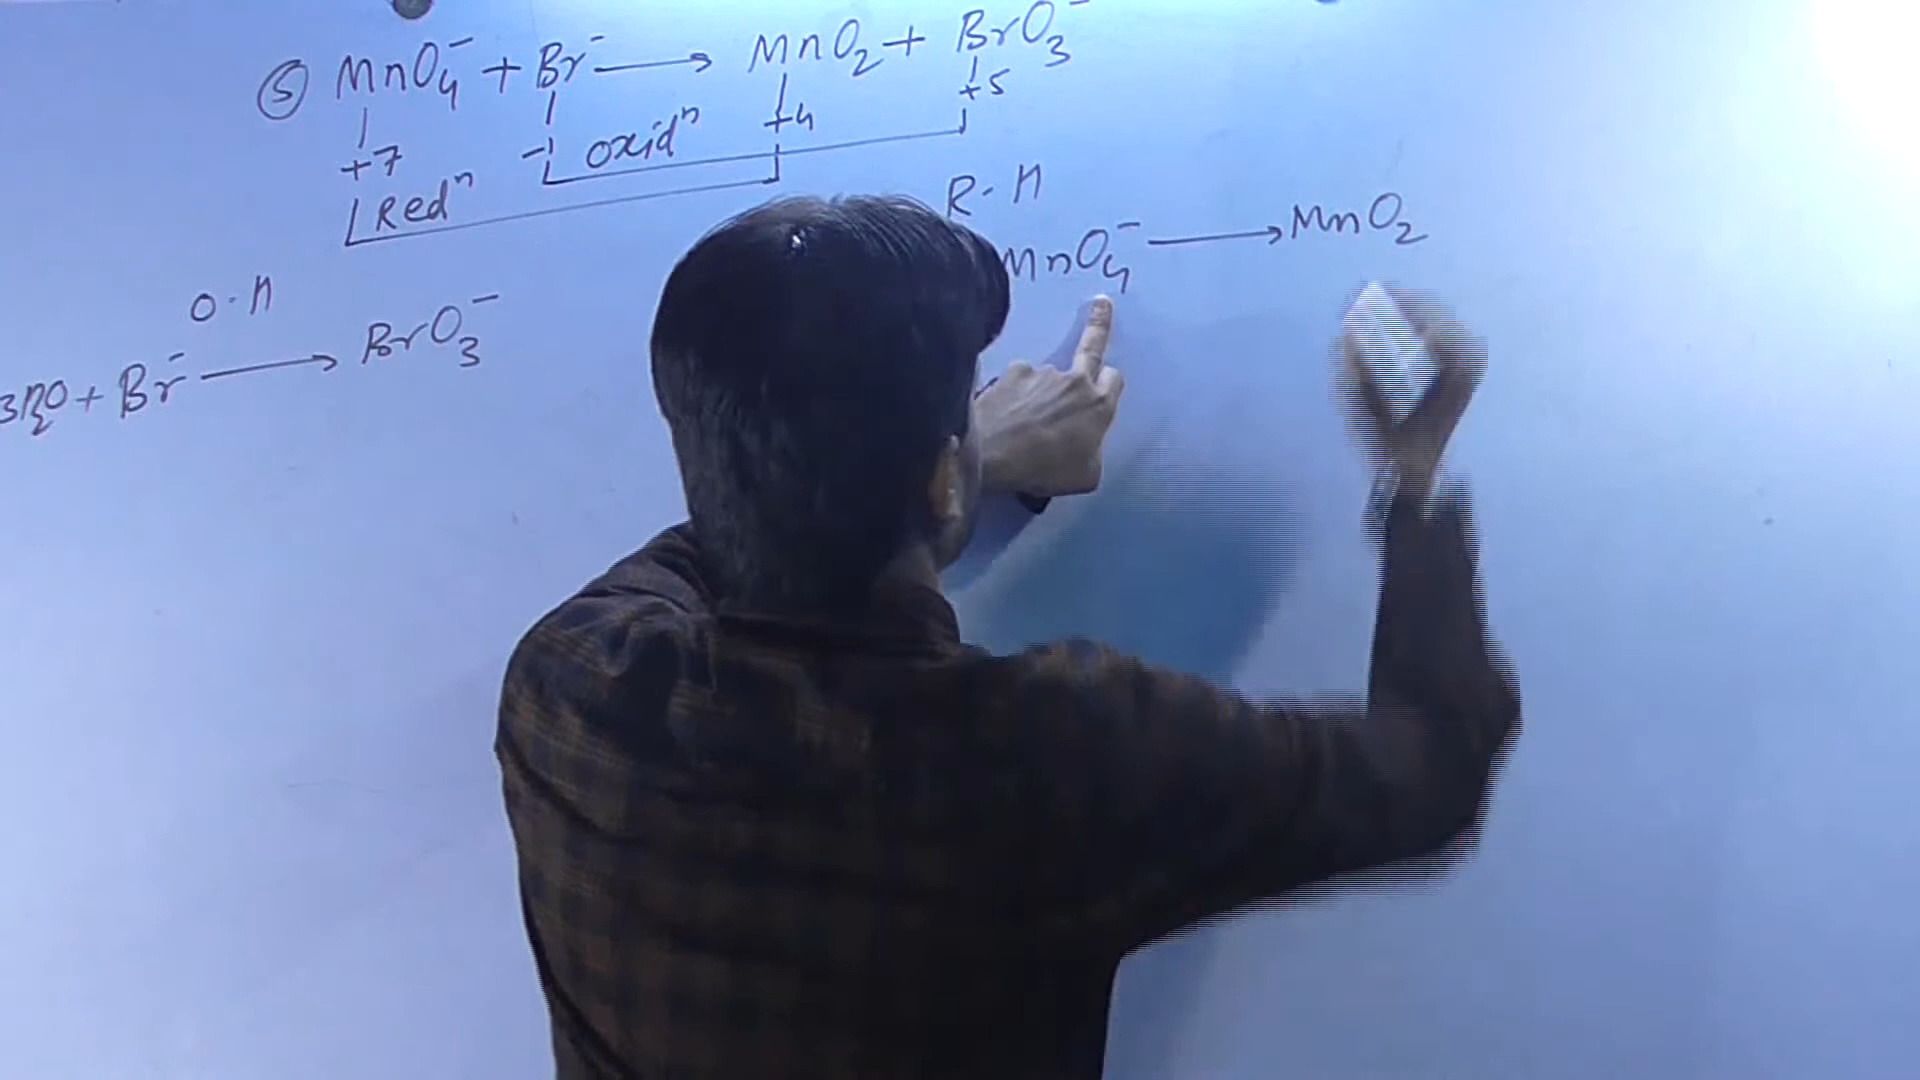 ⑤ MnO₄⁻ + Br⁻ ⟶ MnO₂ + BrO₃⁻
+7 -1 +4 +5
Redⁿ oxidⁿ
O.H
3H₂O + Br⁻ ⟶ BrO₃⁻
R.H
MnO₄⁻ ⟶ MnO₂